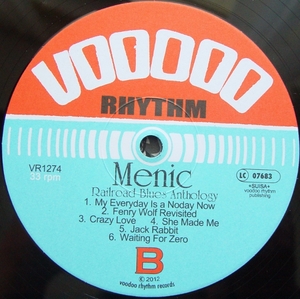 VOODOO
RHYTHM
VR1274
33 rpm
Menic
Railroad Blues Anthology
LC 07683
+SUISA+
voodoo rhythm
publishing
1. My Everyday Is a Noday Now
2. Fenry Wolf Revisited
3. Crazy Love 4. She Made Me
5. Jack Rabbit
6. Waiting For Zero
B
© 2012
voodoo rhythm records